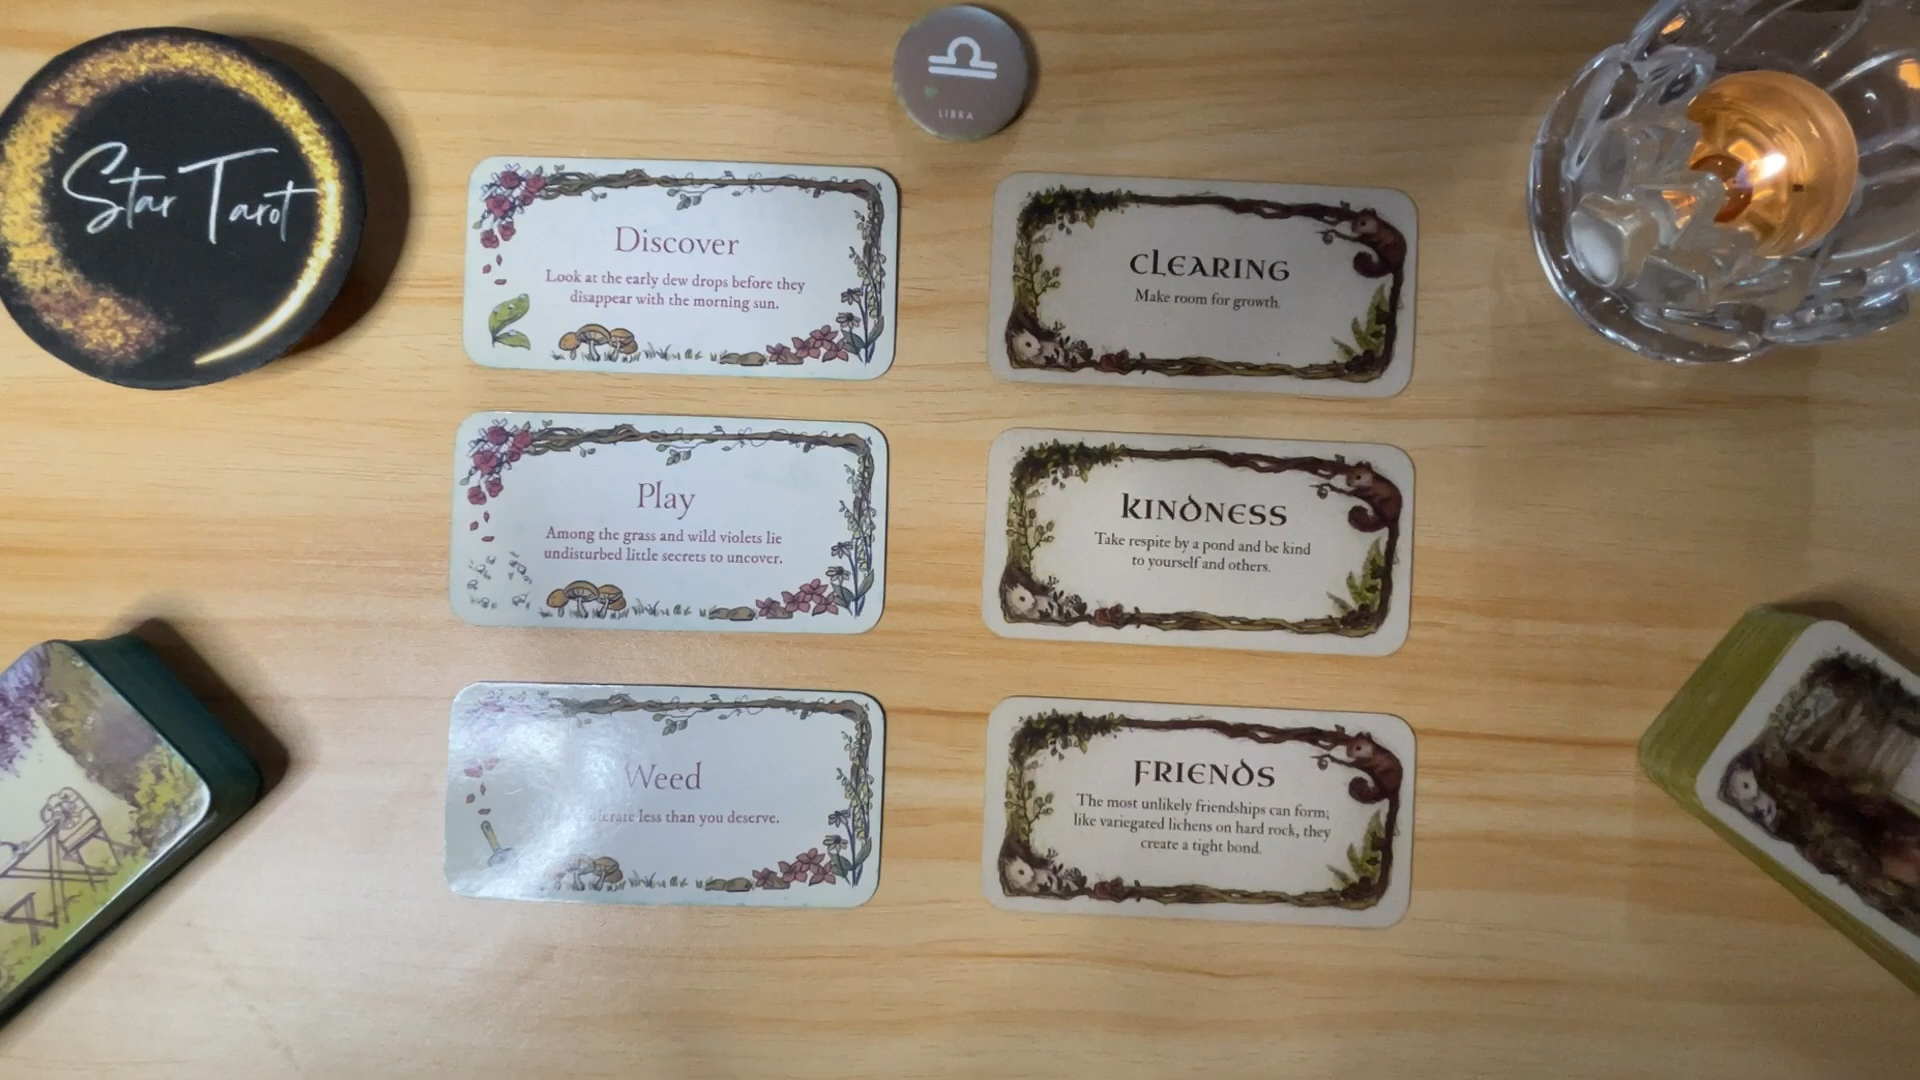 Star Tarot
LIBRA
Discover
Look at the early dew drops before they
disappear with the morning sun.
CLEARING
Make room for growth.
Play
Among the grass and wild violets lie
undisturbed little secrets to uncover.
KINDNESS
Take respite by a pond and be kind
to yourself and others.
Weed
less than you deserve.
FRIENDS
The most unlikely friendships can form;
like variegated lichens on hard rock, they
create a tight bond.